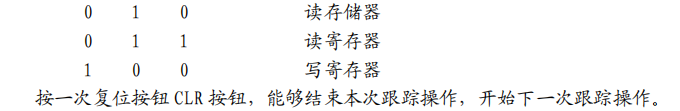 0 1 0 读存储器
0 1 1 读寄存器
1 0 0 写寄存器
按一次复位按钮 CLR 按钮，能够结束本次跟踪操作，开始下一次跟踪操作。